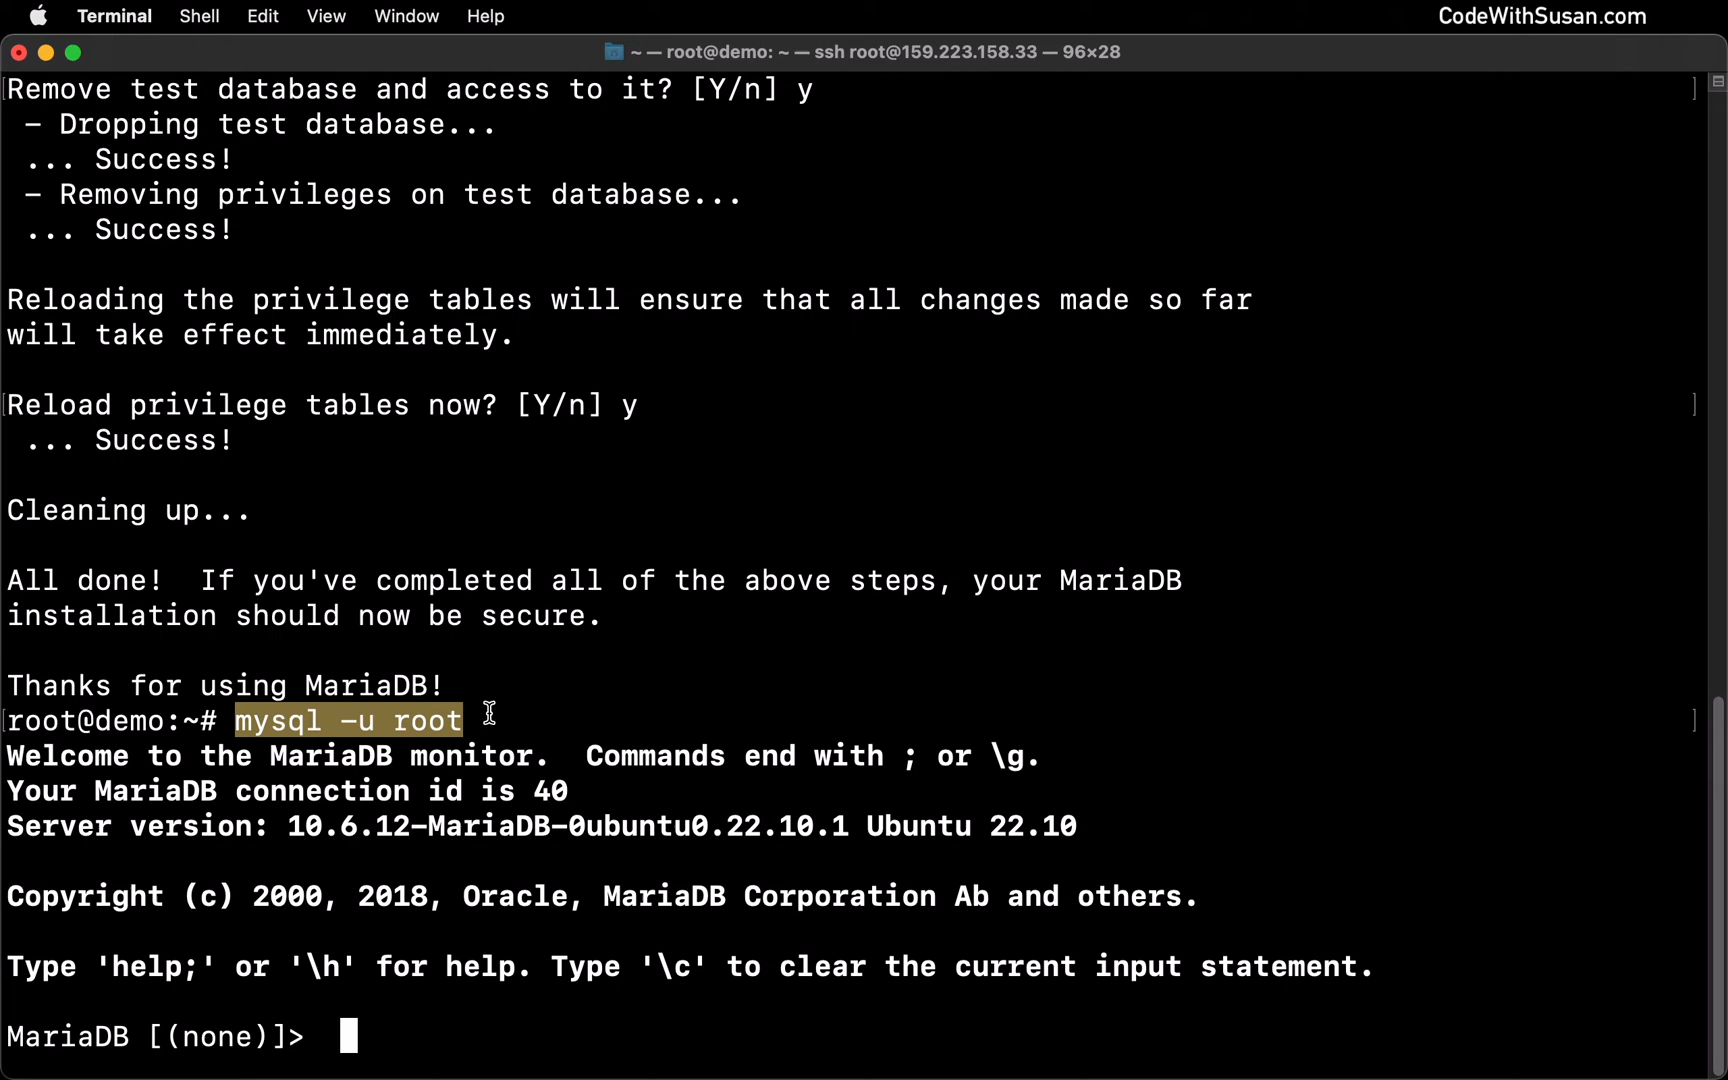 Terminal Shell Edit View Window Help CodeWithSusan.com
~ — root@demo: ~ — ssh root@159.223.158.33 — 96×28
[Remove test database and access to it? [Y/n] y ]
 - Dropping test database...
 ... Success!
 - Removing privileges on test database...
 ... Success!
Reloading the privilege tables will ensure that all changes made so far
will take effect immediately.
[Reload privilege tables now? [Y/n] y ]
 ... Success!
Cleaning up...
All done!  If you've completed all of the above steps, your MariaDB
installation should now be secure.
Thanks for using MariaDB!
[root@demo:~# mysql -u root ]
Welcome to the MariaDB monitor.  Commands end with ; or \g.
Your MariaDB connection id is 40
Server version: 10.6.12-MariaDB-0ubuntu0.22.10.1 Ubuntu 22.10
Copyright (c) 2000, 2018, Oracle, MariaDB Corporation Ab and others.
Type 'help;' or '\h' for help. Type '\c' to clear the current input statement.
MariaDB [(none)]>